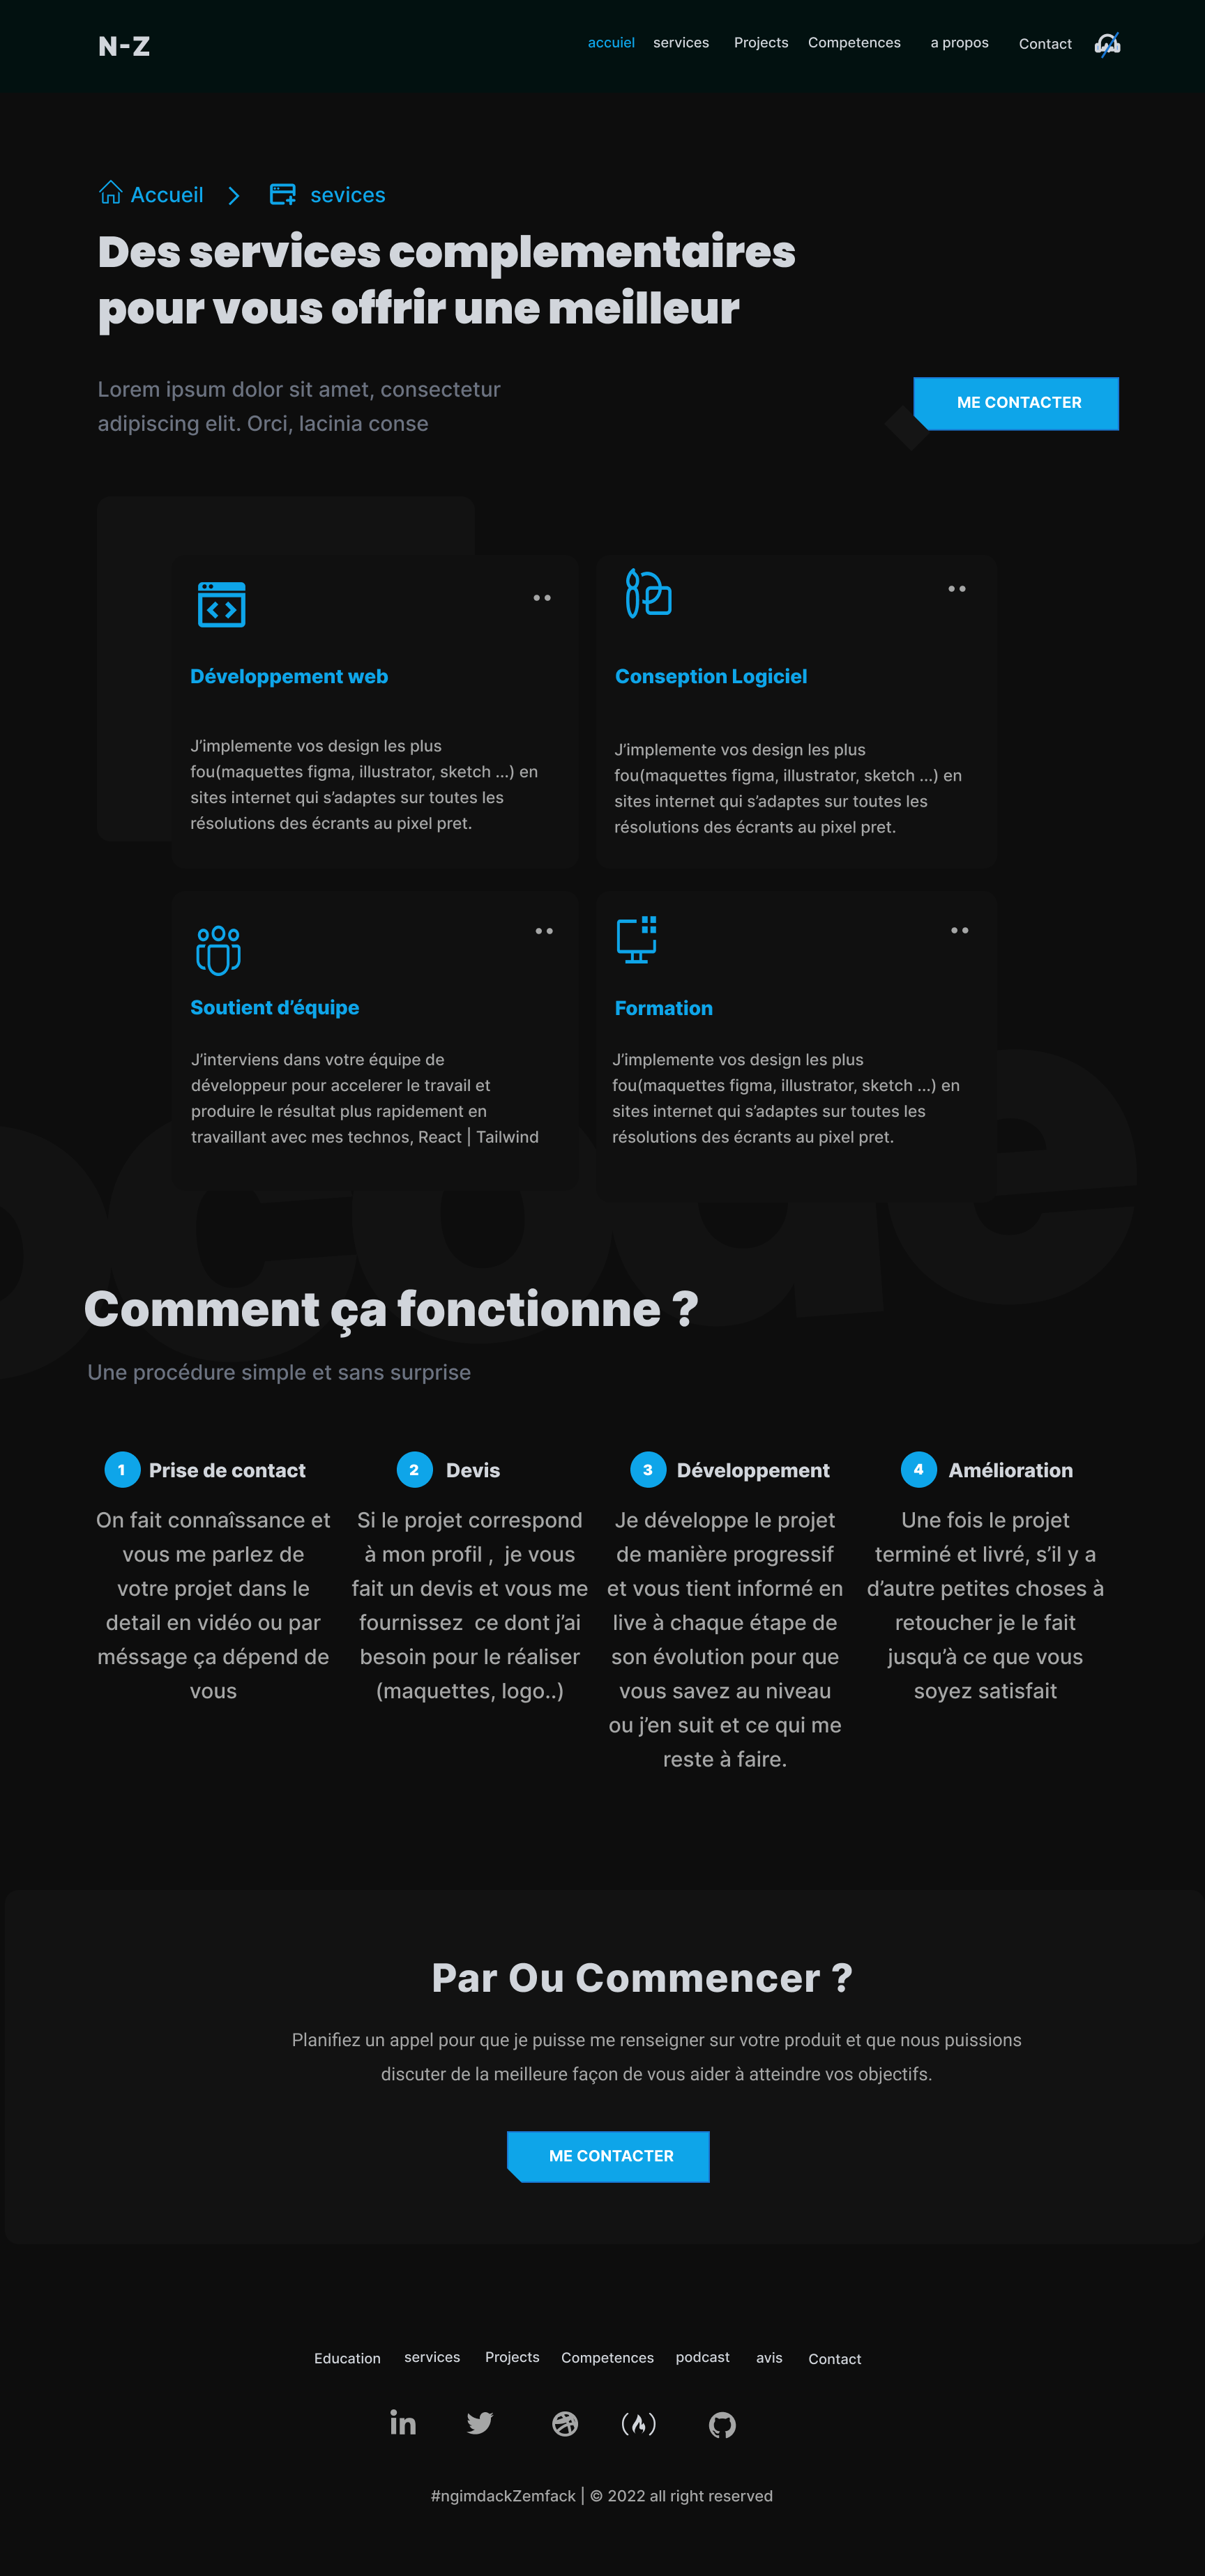 N-Z
accuiel services Projects Competences a propos Contact
Accueil > sevices
Des services complementaires
pour vous offrir une meilleur
Lorem ipsum dolor sit amet, consectetur
adipiscing elit. Orci, lacinia conse
ME CONTACTER
Développement web
J’implemente vos design les plus
fou(maquettes figma, illustrator, sketch ...) en
sites internet qui s’adaptes sur toutes les
résolutions des écrants au pixel pret.
Conseption Logiciel
J’implemente vos design les plus
fou(maquettes figma, illustrator, sketch ...) en
sites internet qui s’adaptes sur toutes les
résolutions des écrants au pixel pret.
Soutient d’équipe
J’interviens dans votre équipe de
développeur pour accelerer le travail et
produire le résultat plus rapidement en
travaillant avec mes technos, React | Tailwind
Formation
J’implemente vos design les plus
fou(maquettes figma, illustrator, sketch ...) en
sites internet qui s’adaptes sur toutes les
résolutions des écrants au pixel pret.
Comment ça fonctionne ?
Une procédure simple et sans surprise
1 Prise de contact
On fait connaîssance et
vous me parlez de
votre projet dans le
detail en vidéo ou par
méssage ça dépend de
vous
2 Devis
Si le projet correspond
à mon profil , je vous
fait un devis et vous me
fournissez ce dont j’ai
besoin pour le réaliser
(maquettes, logo..)
3 Développement
Je développe le projet
de manière progressif
et vous tient informé en
live à chaque étape de
son évolution pour que
vous savez au niveau
ou j’en suit et ce qui me
reste à faire.
4 Amélioration
Une fois le projet
terminé et livré, s’il y a
d’autre petites choses à
retoucher je le fait
jusqu’à ce que vous
soyez satisfait
Par Ou Commencer ?
Planifiez un appel pour que je puisse me renseigner sur votre produit et que nous puissions
discuter de la meilleure façon de vous aider à atteindre vos objectifs.
ME CONTACTER
Education services Projects Competences podcast avis Contact
#ngimdackZemfack | © 2022 all right reserved